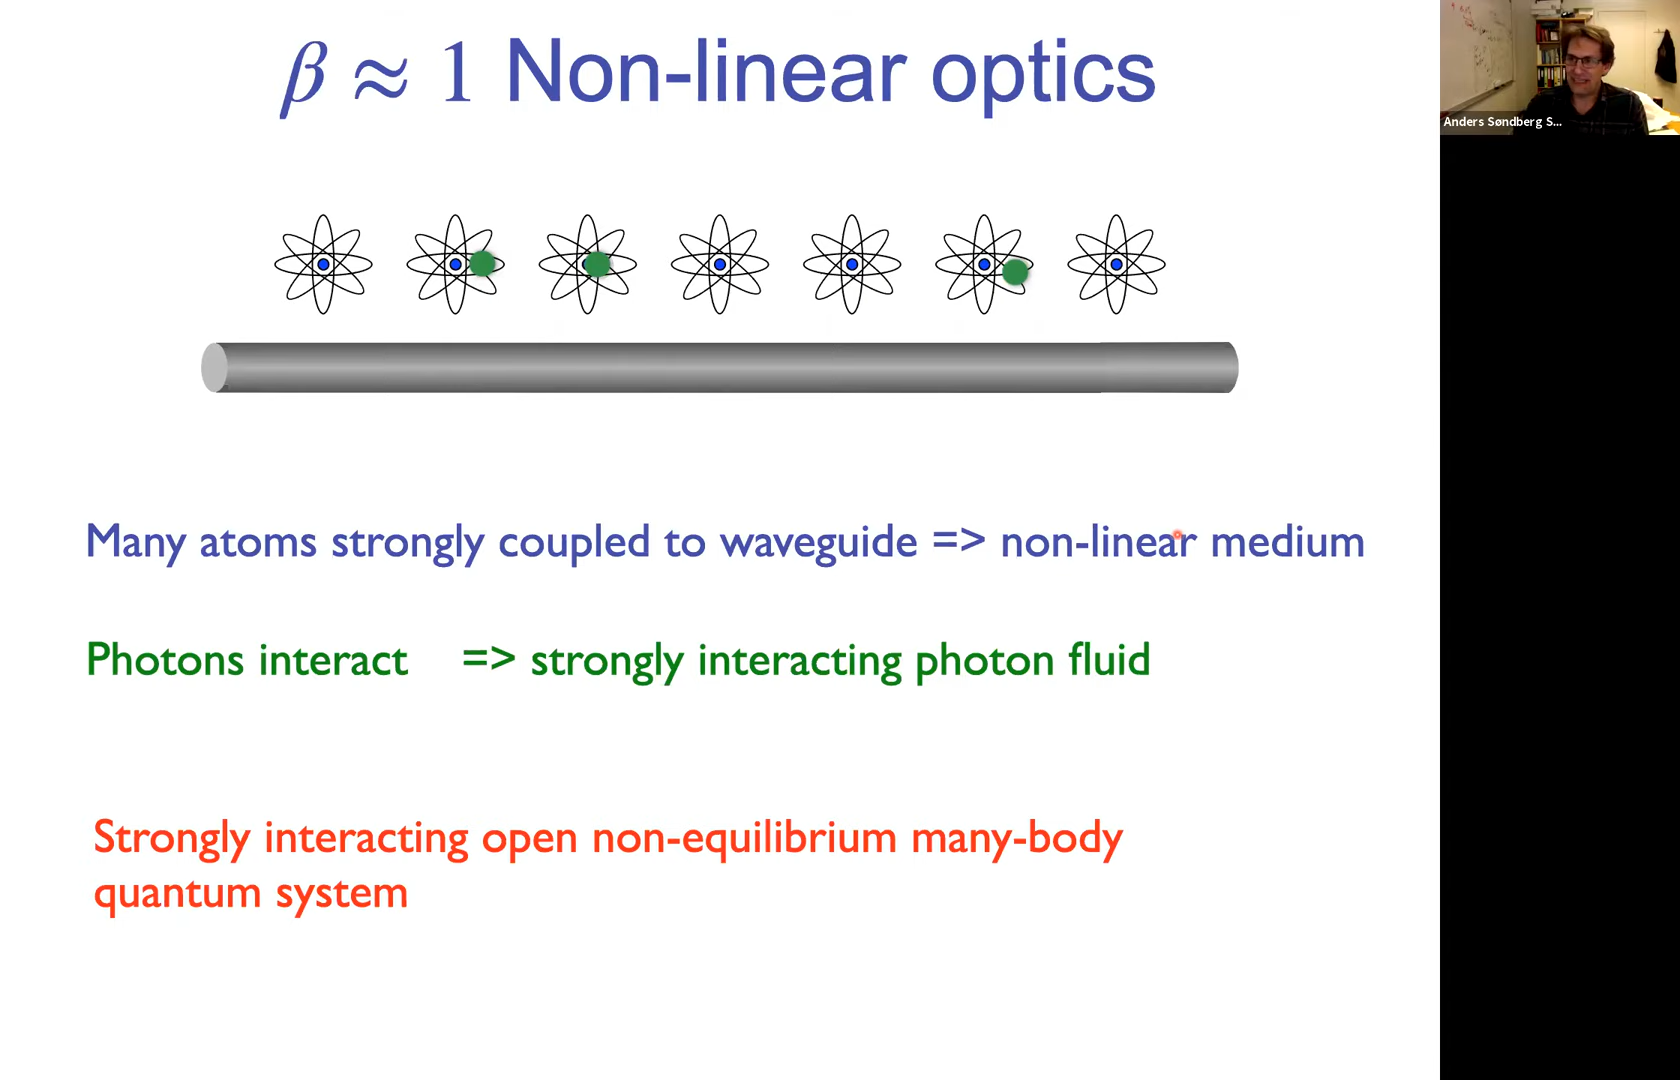 β ≈ 1 Non-linear optics
Anders Søndberg S...
Many atoms strongly coupled to waveguide => non-linear medium
Photons interact => strongly interacting photon fluid
Strongly interacting open non-equilibrium many-body
quantum system